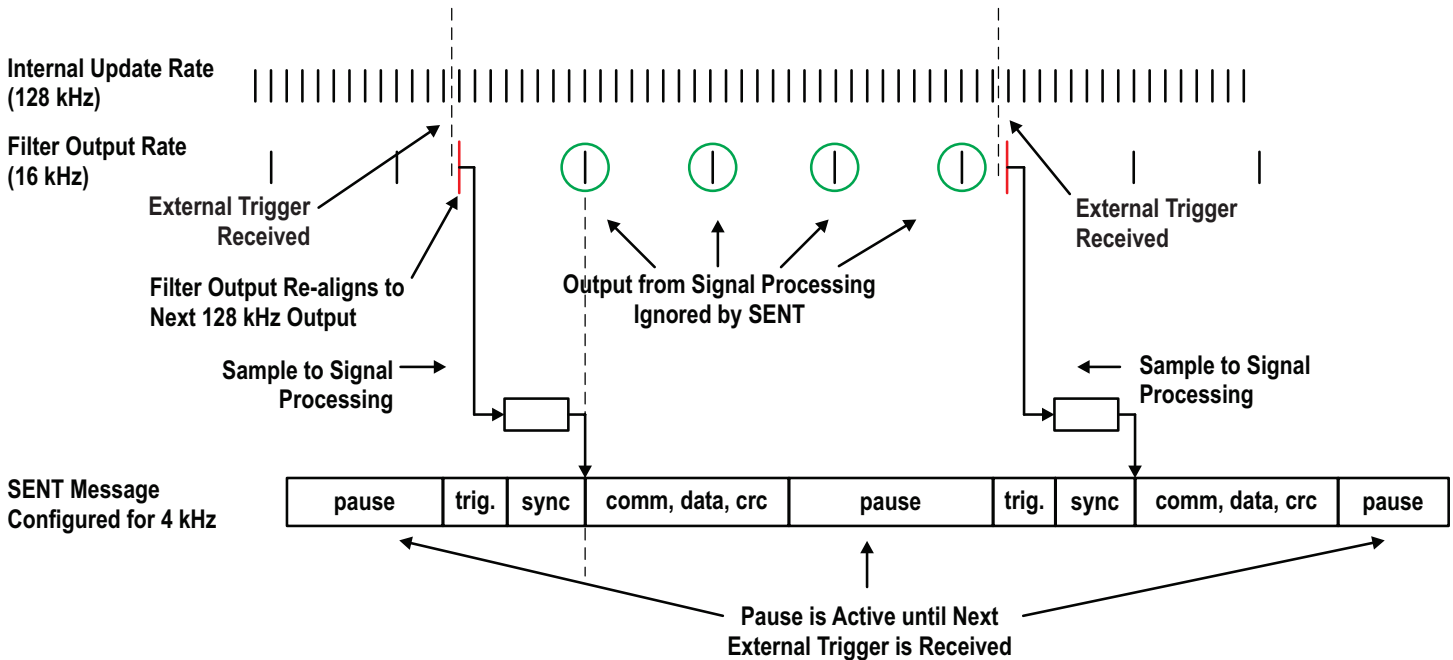 Internal Update Rate
(128 kHz)
Filter Output Rate
(16 kHz)
External Trigger
Received
External Trigger
Received
Filter Output Re-aligns to
Next 128 kHz Output
Output from Signal Processing
Ignored by SENT
Sample to Signal
Processing
Sample to Signal
Processing
SENT Message
Configured for 4 kHz
pause
trig.
sync
comm, data, crc
pause
trig.
sync
comm, data, crc
pause
Pause is Active until Next
External Trigger is Received